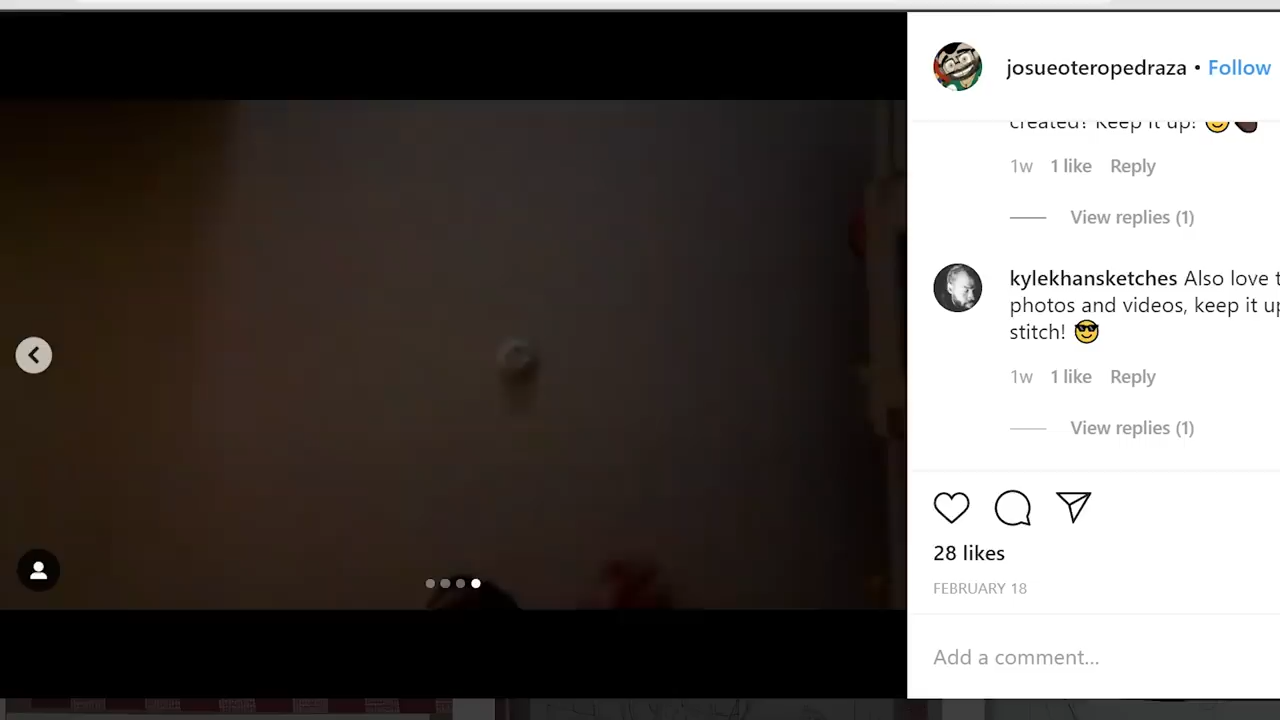 josueoteropedraza • Follow
created! Keep it up! 😎
1w 1 like Reply
View replies (1)
kylekhansketches Also love t
photos and videos, keep it up
stitch! 😎
1w 1 like Reply
View replies (1)
28 likes
FEBRUARY 18
Add a comment...